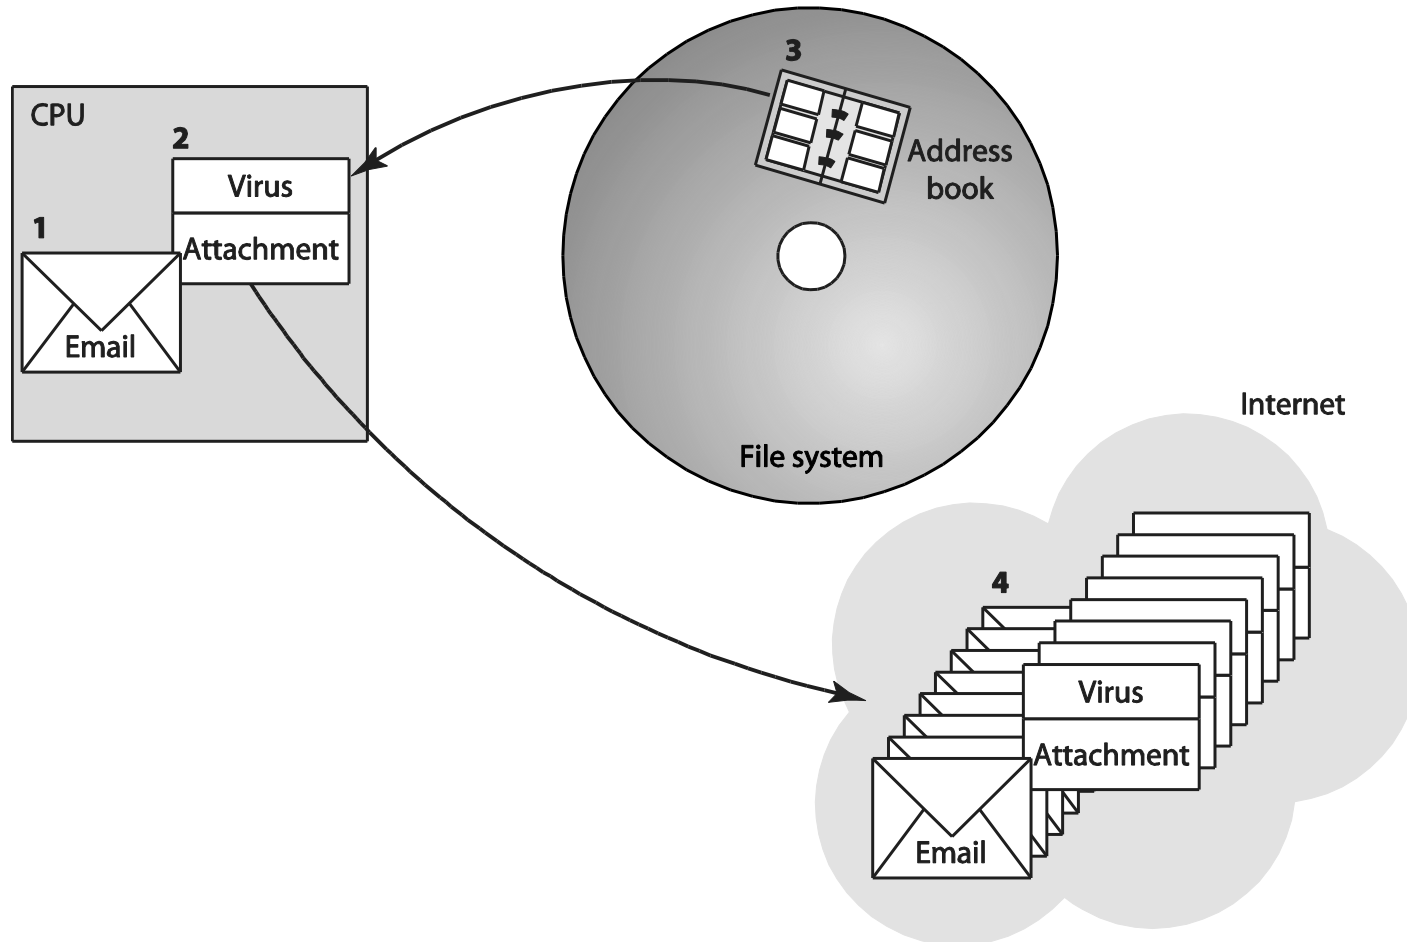 CPU
2
Virus
Attachment
1
Email
3
Address
book
File system
Internet
4
Virus
Attachment
Email